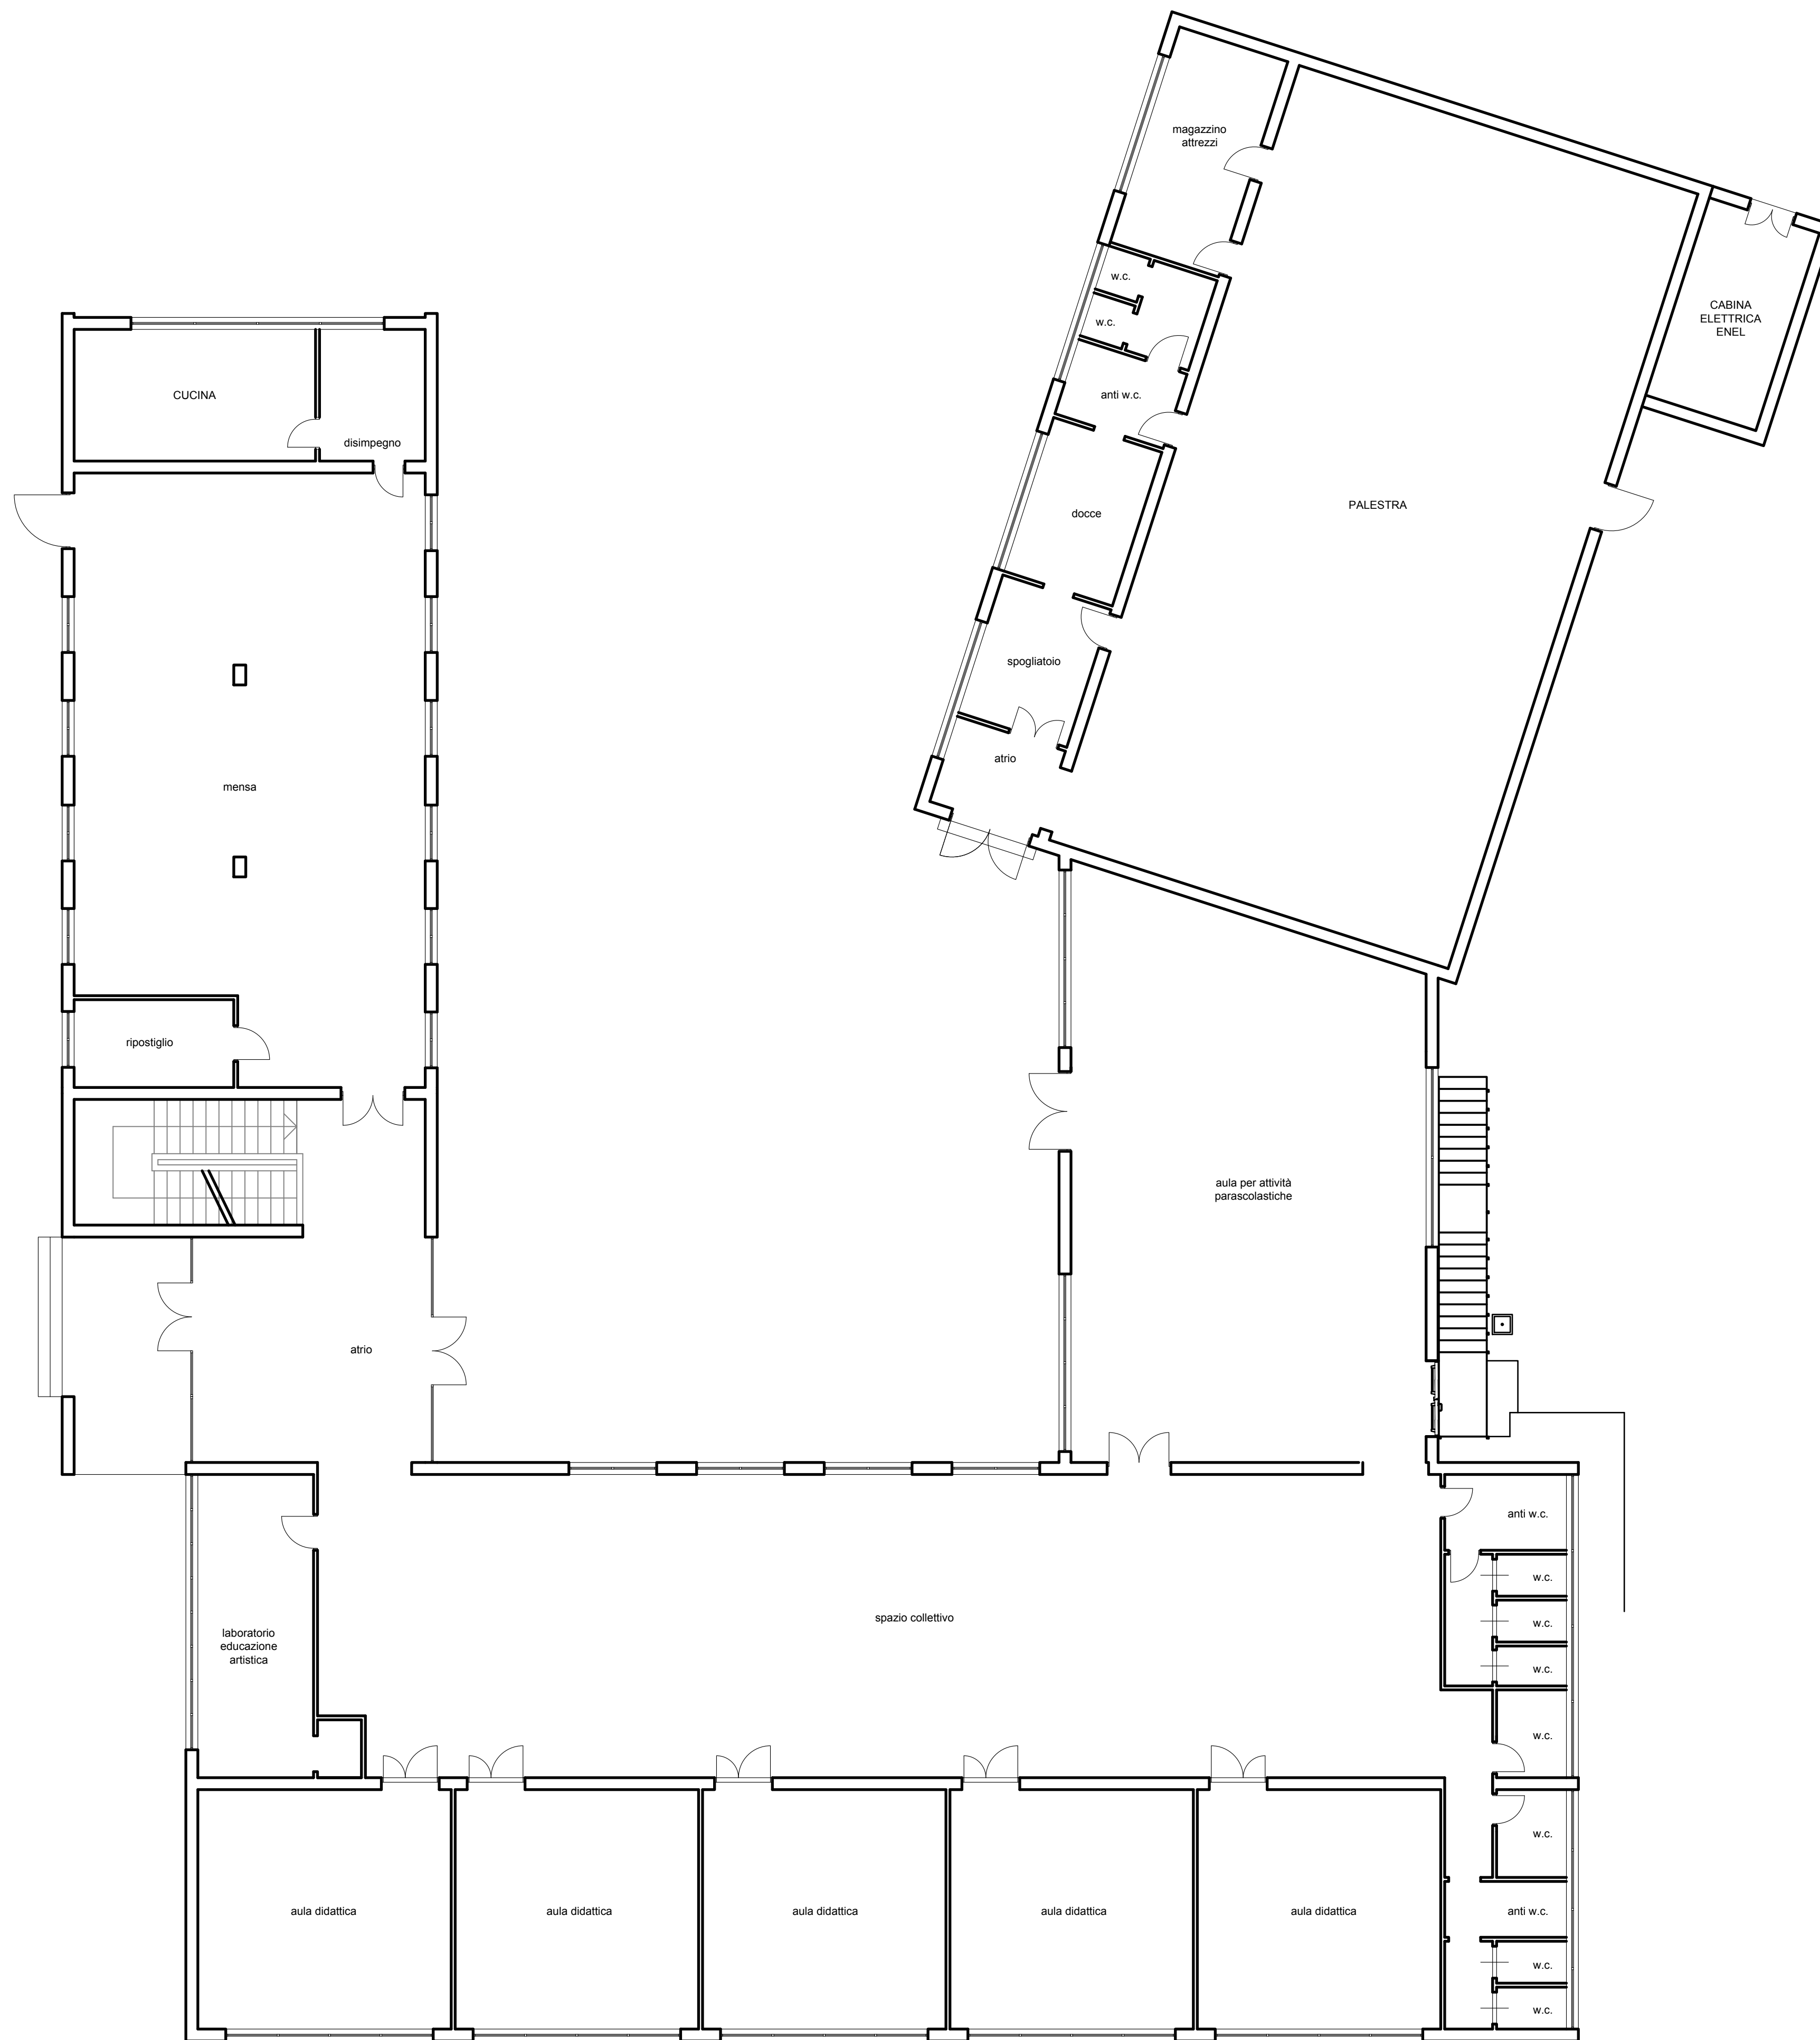 magazzino
attrezzi
w.c.
w.c.
CABINA
ELETTRICA
ENEL
CUCINA
anti w.c.
disimpegno
PALESTRA
docce
spogliatoio
atrio
mensa
ripostiglio
aula per attività
parascolastiche
atrio
anti w.c.
w.c.
spazio collettivo
w.c.
laboratorio
educazione
artistica
w.c.
w.c.
w.c.
aula didattica
aula didattica
aula didattica
aula didattica
aula didattica
anti w.c.
w.c.
w.c.